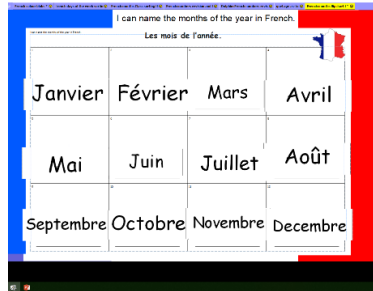 I can name the months of the year in French.
Les mois de l'année.
Janvier Février Mars Avril
Mai Juin Juillet Août
Septembre Octobre Novembre Decembre